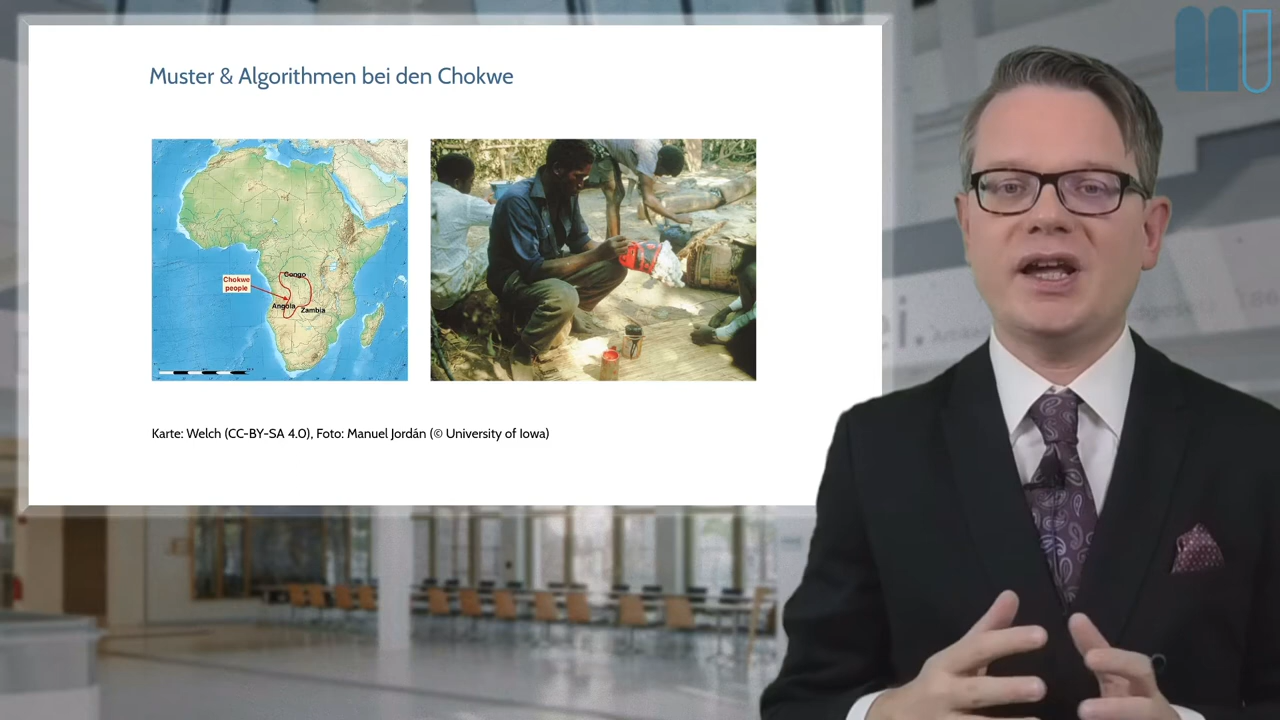 Muster & Algorithmen bei den Chokwe
Chokwe
people
Congo
Angola
Zambia
Karte: Welch (CC-BY-SA 4.0), Foto: Manuel Jordán (© University of Iowa)
ei.